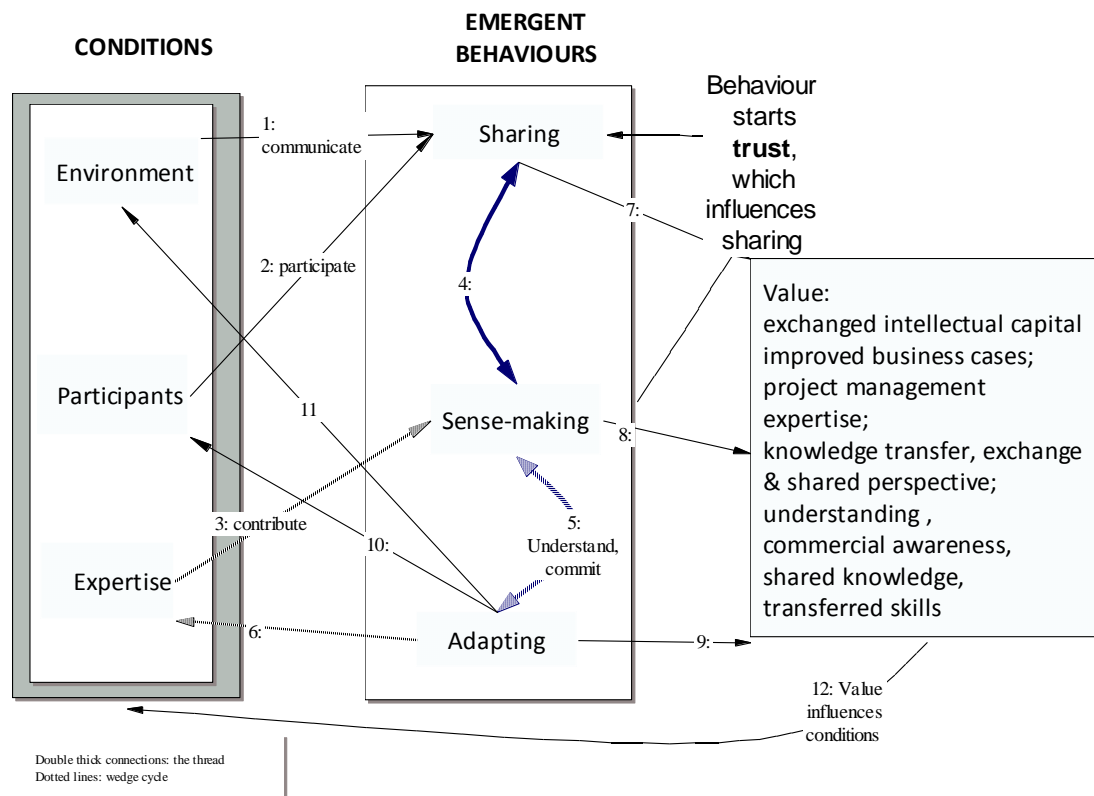 CONDITIONS
EMERGENT
BEHAVIOURS
Environment
Participants
Expertise
1:
communicate
2: participate
11
3: contribute
10:
6:
Sharing
4:
Sense-making
5:
Understand,
commit
Adapting
7:
8:
9:
Behaviour
starts
trust,
which
influences
sharing
Value:
exchanged intellectual capital
improved business cases;
project management
expertise;
knowledge transfer, exchange
& shared perspective;
understanding ,
commercial awareness,
shared knowledge,
transferred skills
12: Value
influences
conditions
Double thick connections: the thread
Dotted lines: wedge cycle